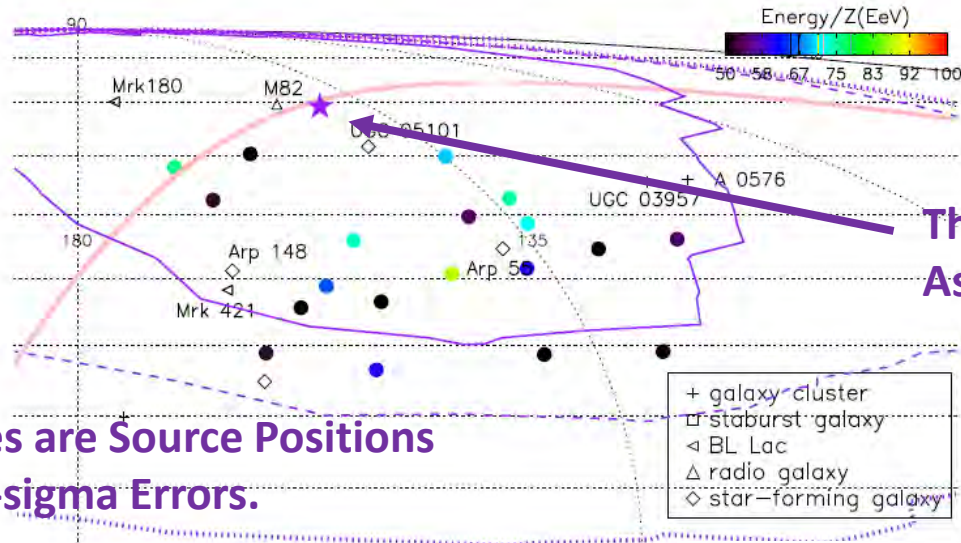 90
Energy/Z(EeV)
50 58 67 75 83 92 100
Mrk180
M82
UGC 05101
A 0576
UGC 03957
Th
180
135
Arp 148
Arp 55
As
Mrk 421
+ galaxy cluster
□ staburst galaxy
◁ BL Lac
△ radio galaxy
◇ star-forming galaxy
es are Source Positions
-sigma Errors.